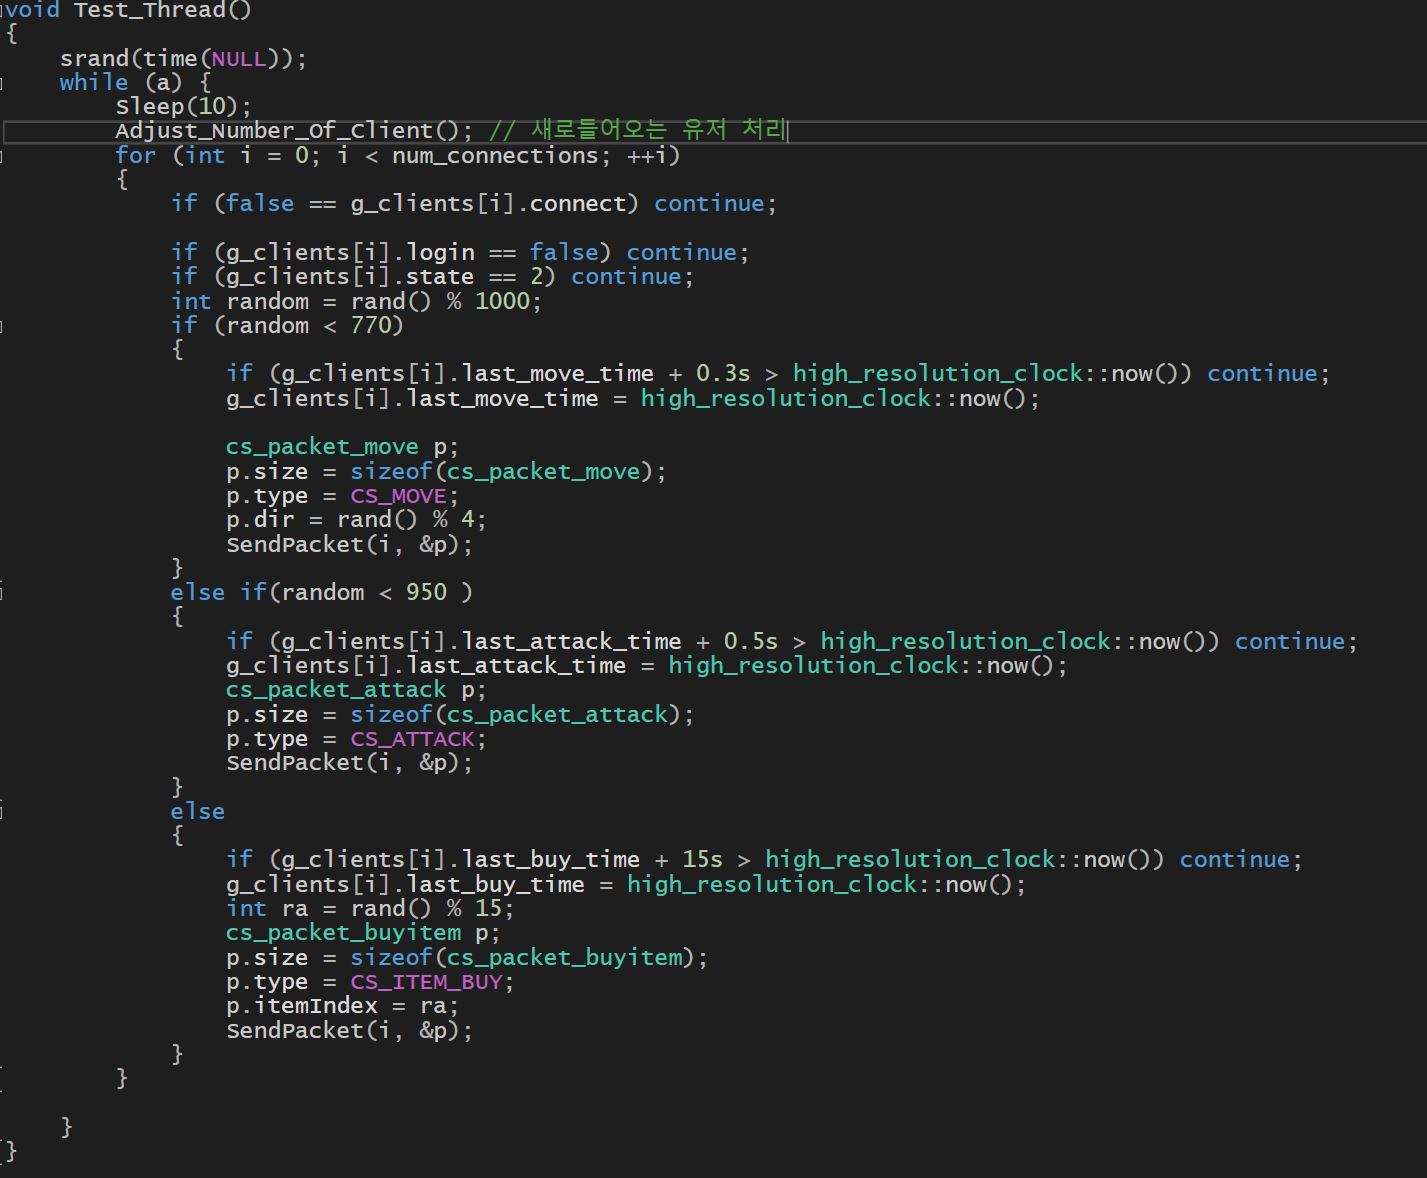 void Test_Thread()
{
    srand(time(NULL));
    while (a) {
        Sleep(10);
        Adjust_Number_Of_Client(); // 새로들어오는 유저 처리
        for (int i = 0; i < num_connections; ++i)
        {
            if (false == g_clients[i].connect) continue;

            if (g_clients[i].login == false) continue;
            if (g_clients[i].state == 2) continue;
            int random = rand() % 1000;
            if (random < 770)
            {
                if (g_clients[i].last_move_time + 0.3s > high_resolution_clock::now()) continue;
                g_clients[i].last_move_time = high_resolution_clock::now();

                cs_packet_move p;
                p.size = sizeof(cs_packet_move);
                p.type = CS_MOVE;
                p.dir = rand() % 4;
                SendPacket(i, &p);
            }
            else if(random < 950 )
            {
                if (g_clients[i].last_attack_time + 0.5s > high_resolution_clock::now()) continue;
                g_clients[i].last_attack_time = high_resolution_clock::now();
                cs_packet_attack p;
                p.size = sizeof(cs_packet_attack);
                p.type = CS_ATTACK;
                SendPacket(i, &p);
            }
            else
            {
                if (g_clients[i].last_buy_time + 15s > high_resolution_clock::now()) continue;
                g_clients[i].last_buy_time = high_resolution_clock::now();
                int ra = rand() % 15;
                cs_packet_buyitem p;
                p.size = sizeof(cs_packet_buyitem);
                p.type = CS_ITEM_BUY;
                p.itemIndex = ra;
                SendPacket(i, &p);
            }
        }

    }
}